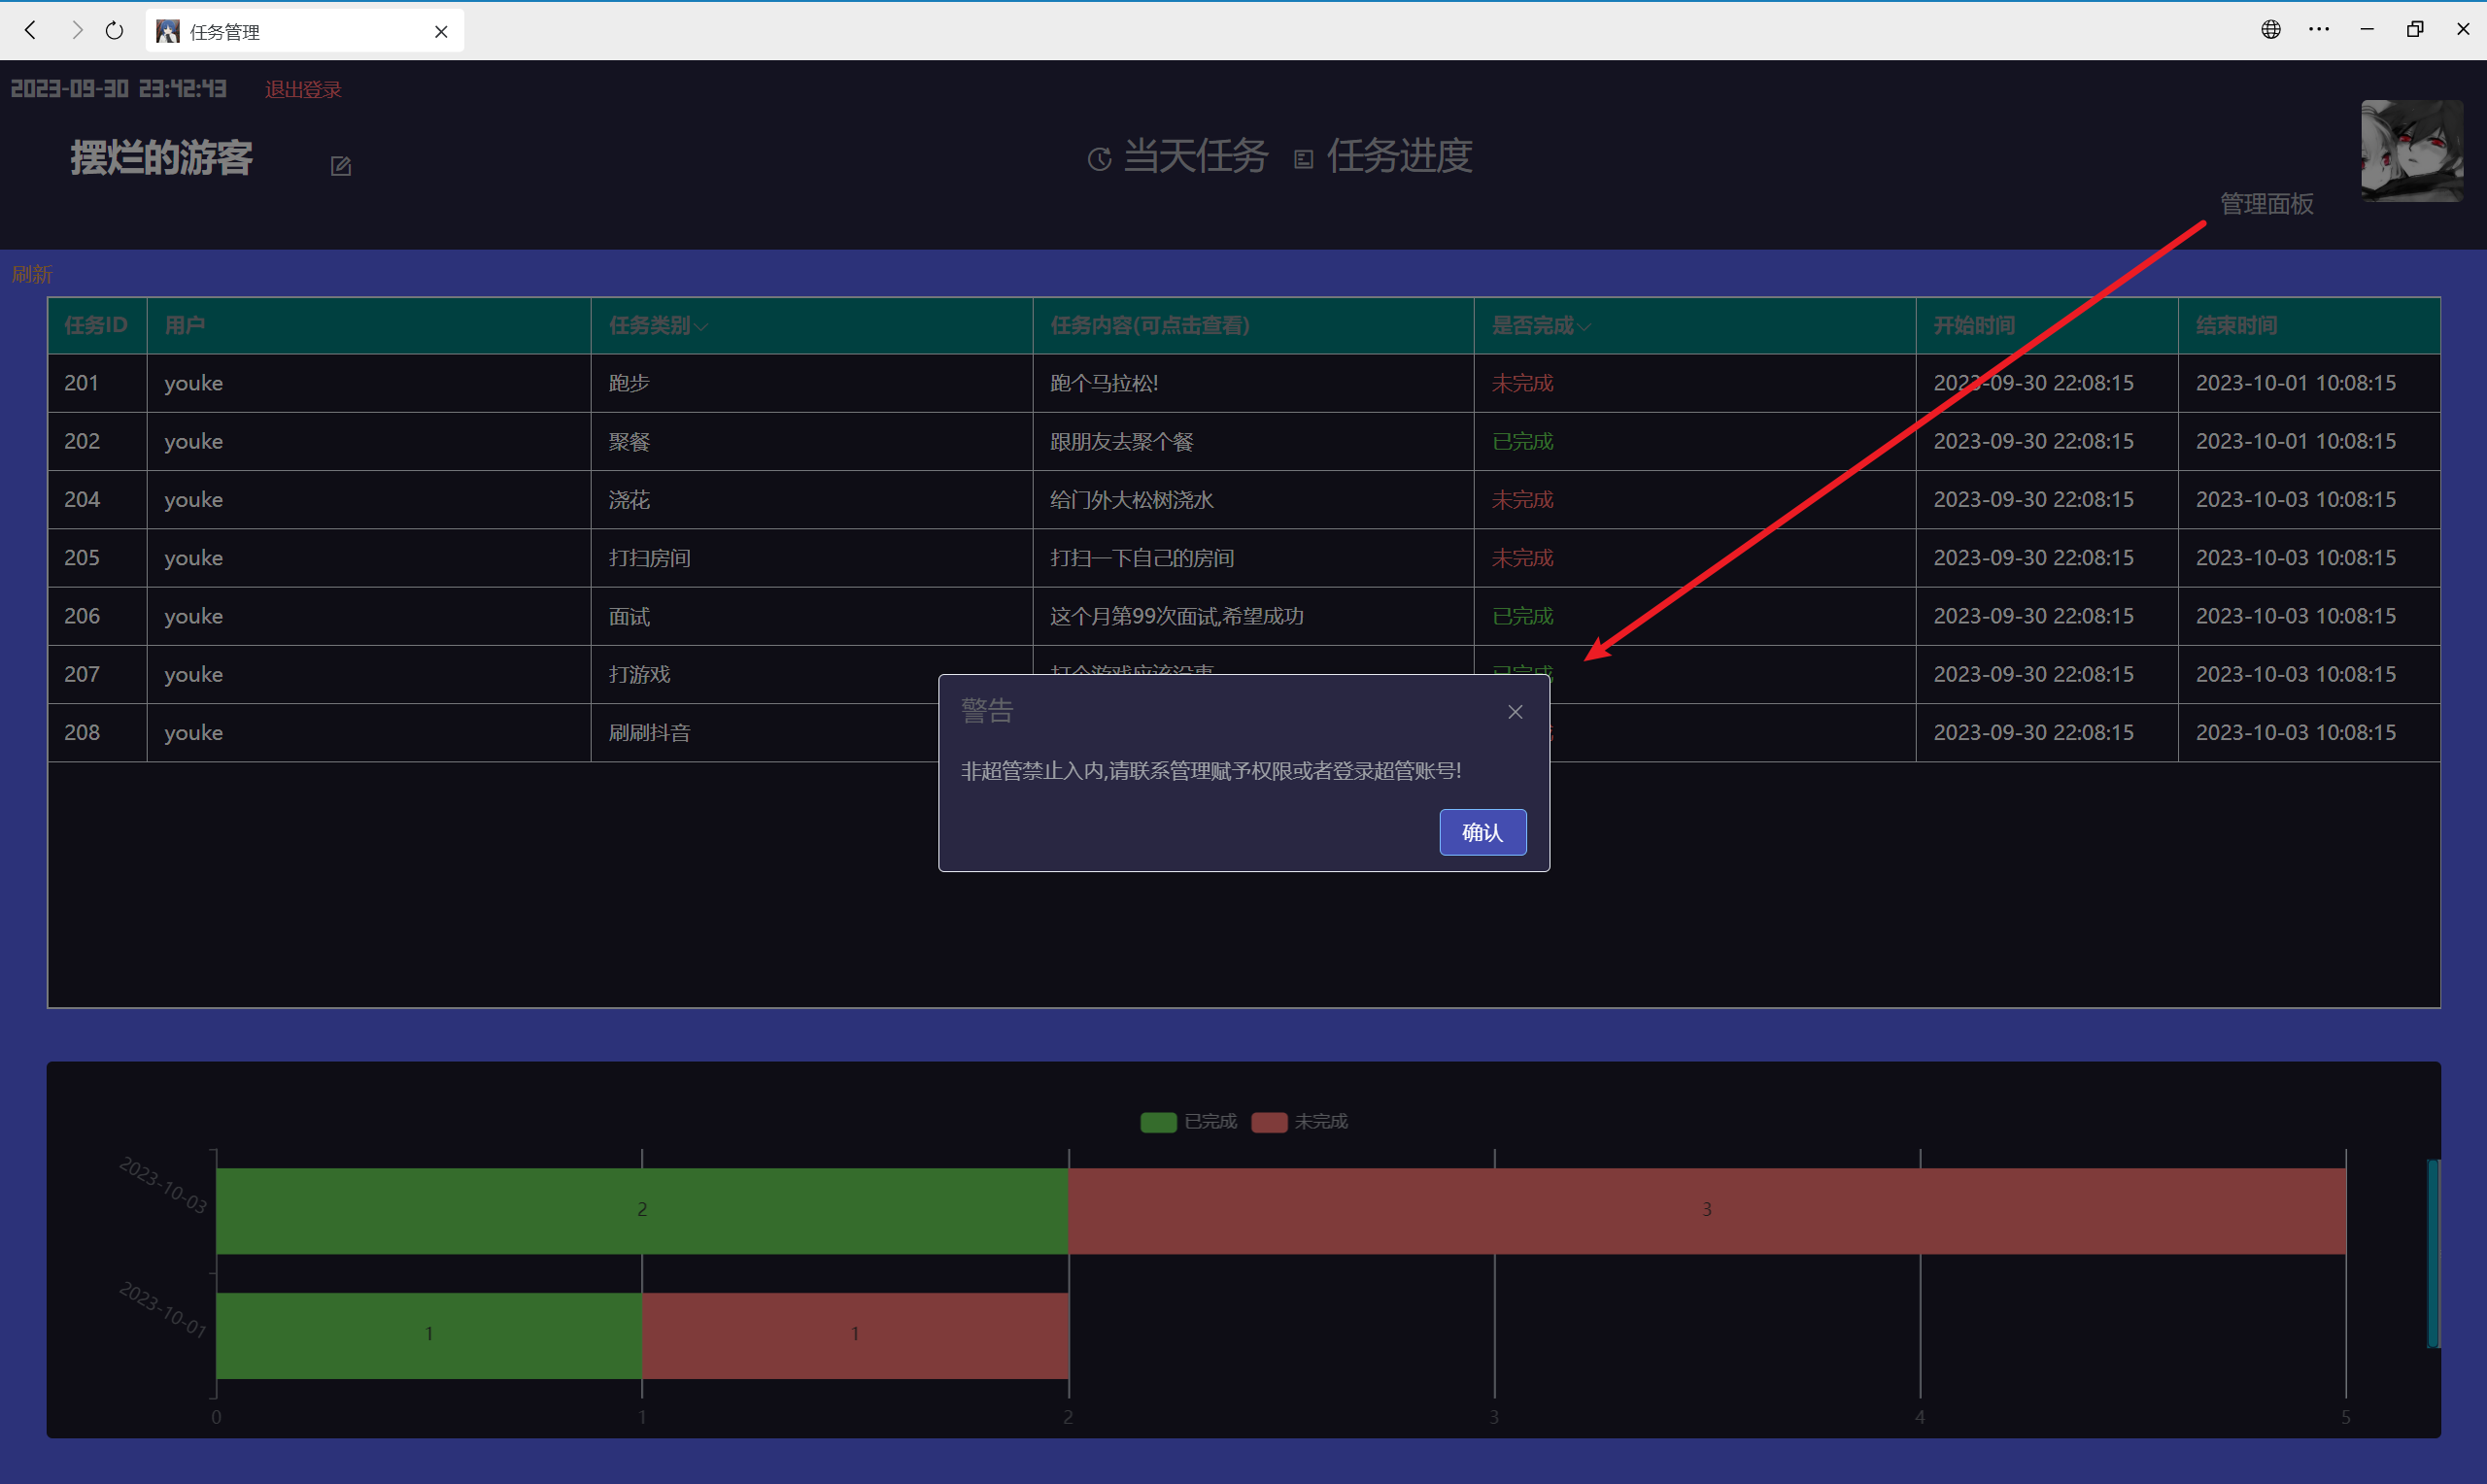 任务管理
2023-09-30 23:42:43 退出登录
摆烂的游客 当天任务 任务进度
管理面板
刷新
任务ID 用户 任务类别 任务内容(可点击查看) 是否完成 开始时间 结束时间
201 youke 跑步 跑个马拉松! 未完成 2023-09-30 22:08:15 2023-10-01 10:08:15
202 youke 聚餐 跟朋友去聚个餐 已完成 2023-09-30 22:08:15 2023-10-01 10:08:15
204 youke 浇花 给门外大松树浇水 未完成 2023-09-30 22:08:15 2023-10-03 10:08:15
205 youke 打扫房间 打扫一下自己的房间 未完成 2023-09-30 22:08:15 2023-10-03 10:08:15
206 youke 面试 这个月第99次面试,希望成功 已完成 2023-09-30 22:08:15 2023-10-03 10:08:15
207 youke 打游戏 打个游戏应该没事 已完成 2023-09-30 22:08:15 2023-10-03 10:08:15
208 youke 刷刷抖音 2023-09-30 22:08:15 2023-10-03 10:08:15
警告
非超管禁止入内,请联系管理赋予权限或者登录超管账号!
确认
已完成 未完成
2023-10-03 2 3
2023-10-01 1 1
0 1 2 3 4 5